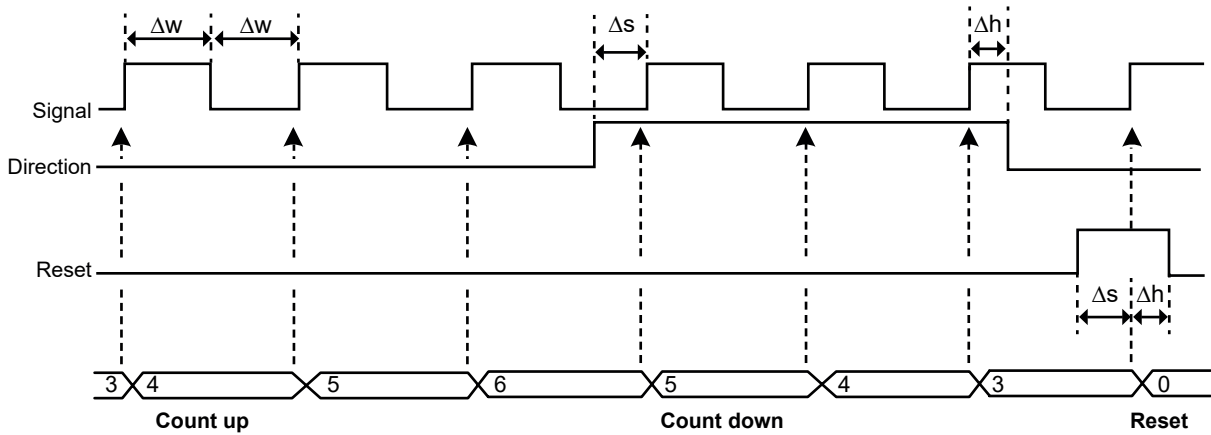 Δw Δw Δs Δh
Signal
Direction
Reset
Δs Δh
3 4 5 6 5 4 3 0
Count up Count down Reset